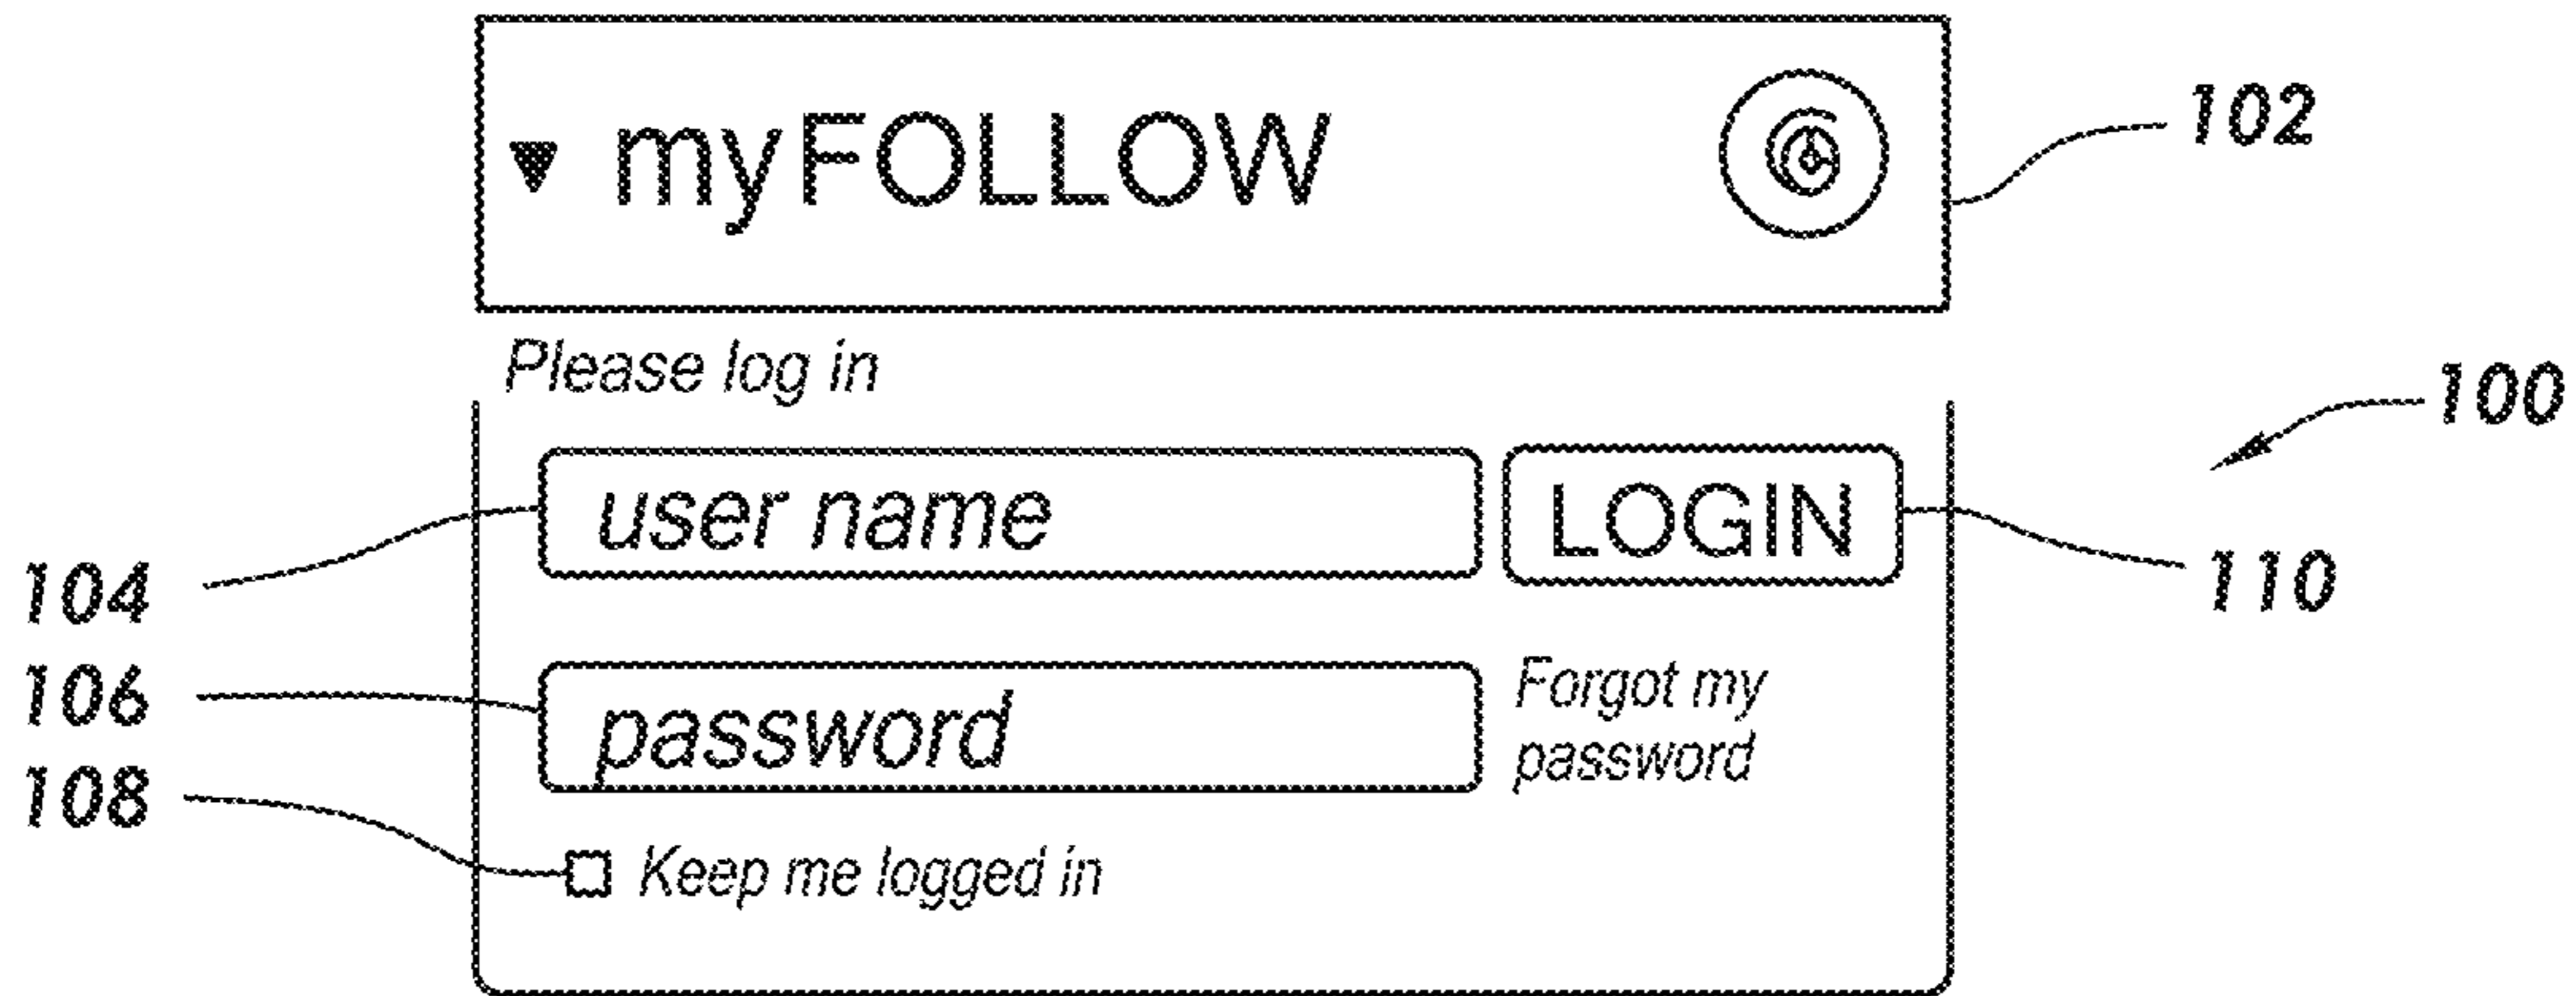 ▼ myFOLLOW
102
Please log in
100
user name
LOGIN
104
110
106
password
Forgot my
password
108
Keep me logged in